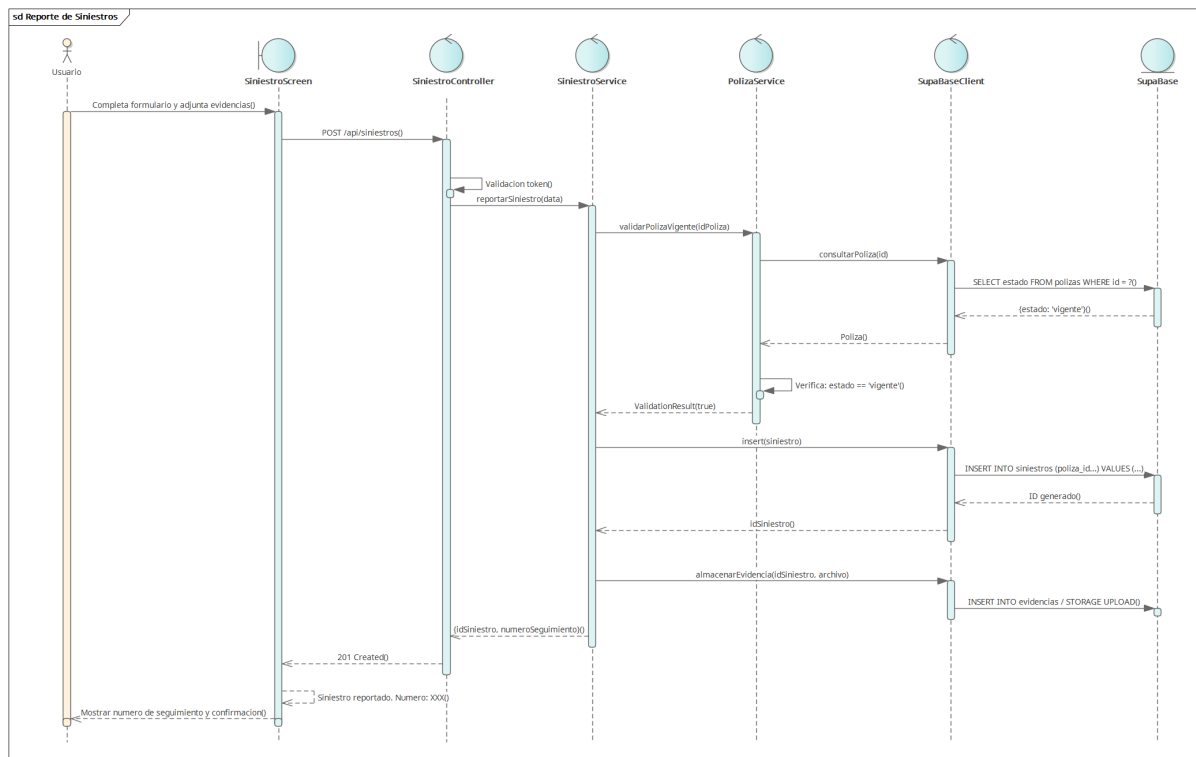 sd Reporte de Siniestros
Usuario
SiniestroScreen
SiniestroController
SiniestroService
PolizaService
SupaBaseClient
SupaBase
Completa formulario y adjunta evidencias()
POST /api/siniestros()
Validacion token()
reportarSiniestro(data)
validarPolizaVigente(idPoliza)
consultarPoliza(id)
SELECT estado FROM polizas WHERE id = ?()
{estado: 'vigente'}()
Poliza()
Verifica: estado == 'vigente'()
ValidationResult(true)
insert(siniestro)
INSERT INTO siniestros (poliza_id...) VALUES (...)
ID generado()
idSiniestro()
almacenarEvidencia(idSiniestro, archivo)
INSERT INTO evidencias / STORAGE UPLOAD()
{idSiniestro, numeroSeguimiento}()
201 Created()
Siniestro reportado. Numero: XXX()
Mostrar numero de seguimiento y confirmacion()